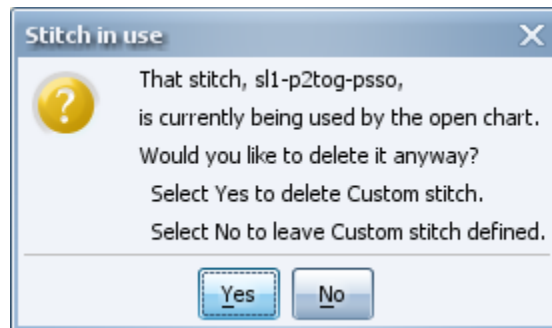 Stitch in use
That stitch, sl1-p2tog-psso,
is currently being used by the open chart.
Would you like to delete it anyway?
Select Yes to delete Custom stitch.
Select No to leave Custom stitch defined.
Yes
No